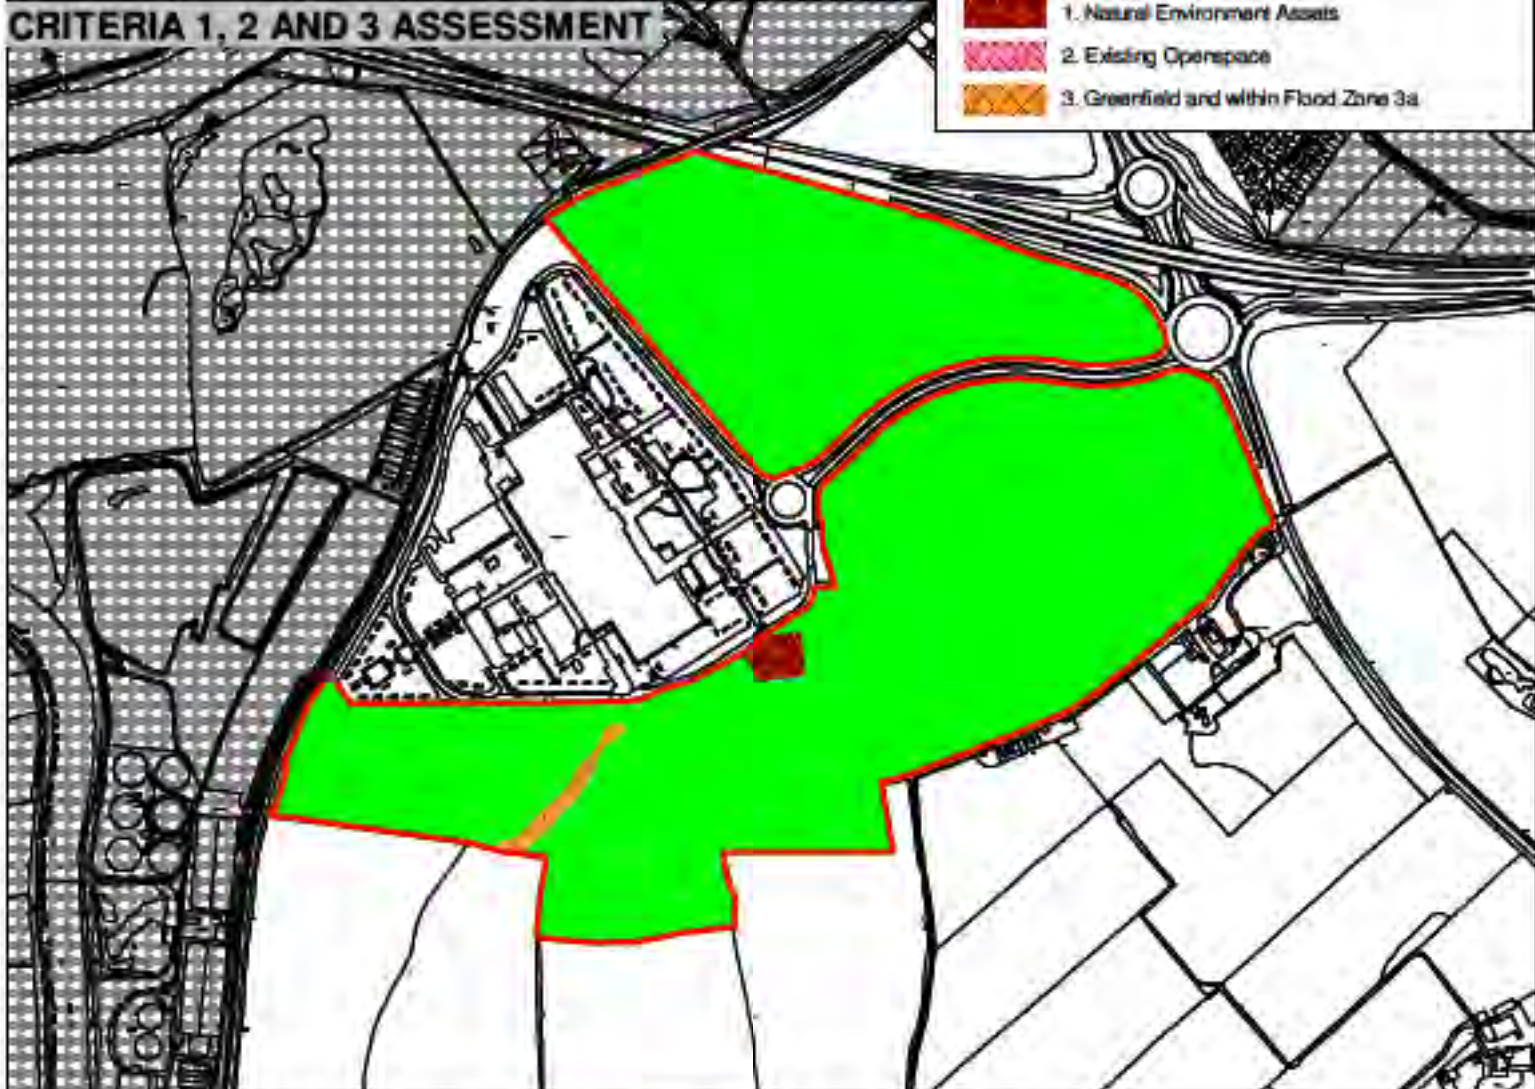 CRITERIA 1, 2 AND 3 ASSESSMENT
1. Natural Environment Assets
2. Existing Openspace
3. Greenfield and within Flood Zone 3a